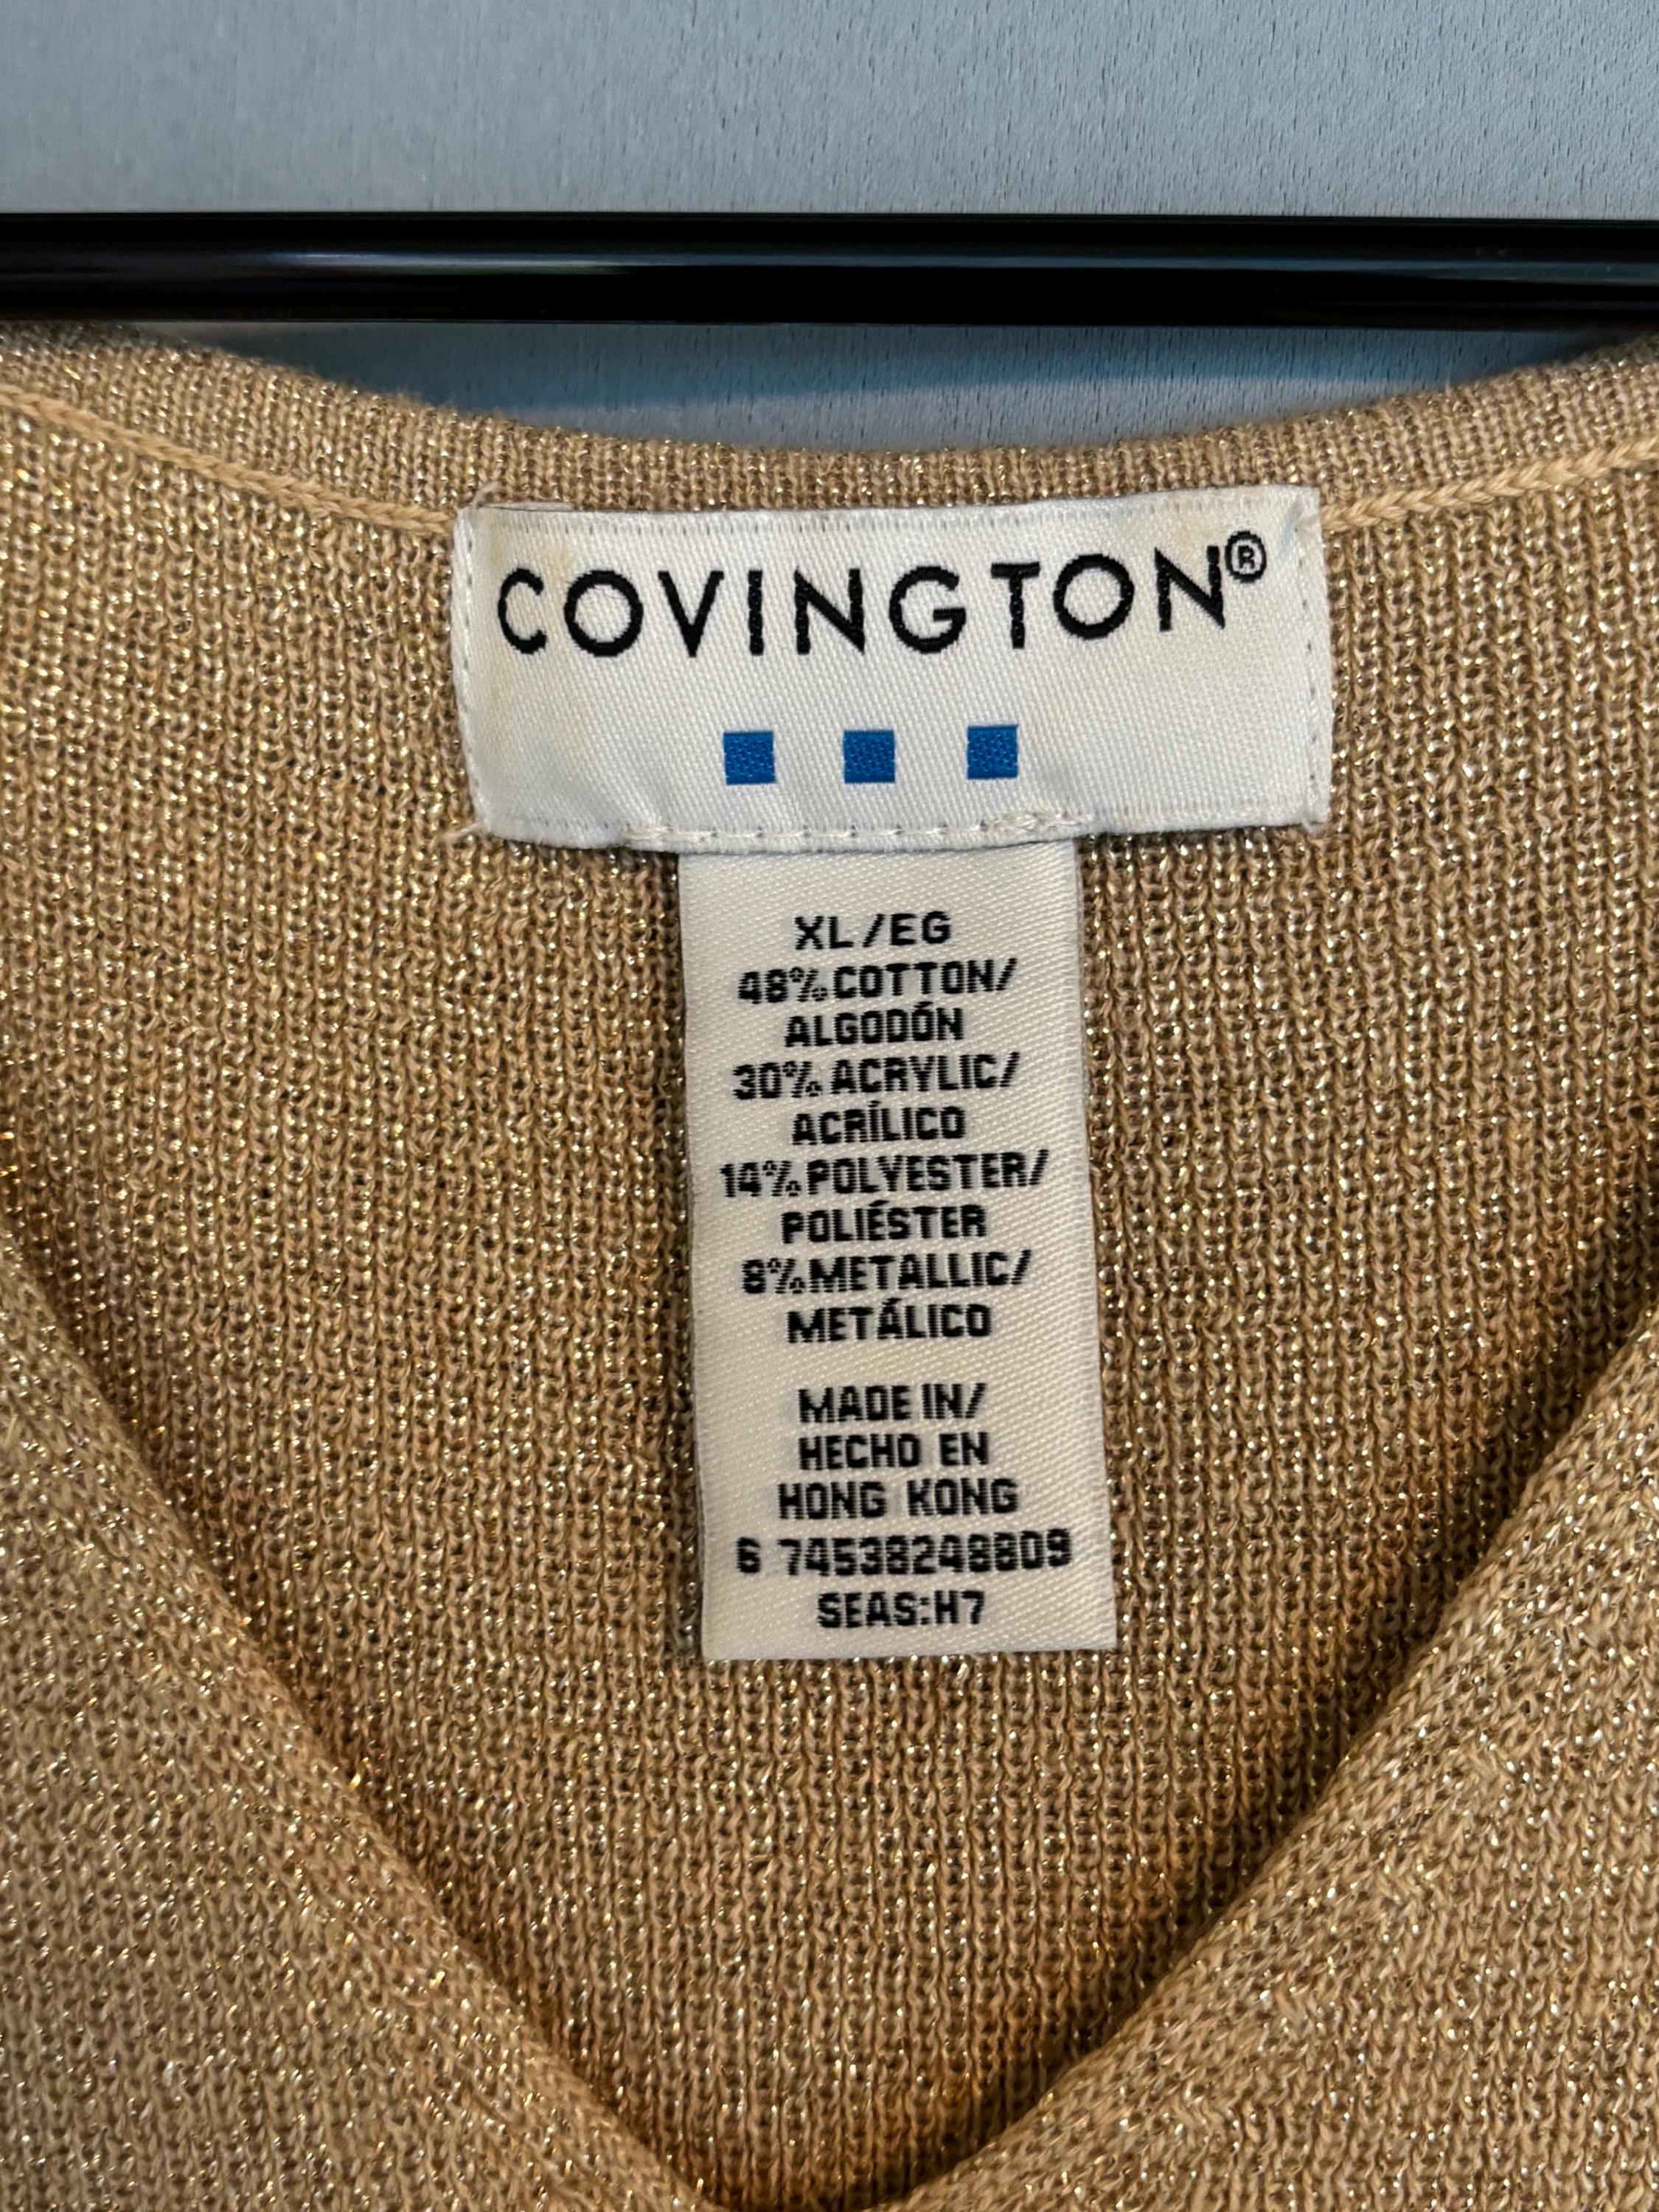 COVINGTON®
XL/EG
48% COTTON/
ALGODÓN
30% ACRYLIC/
ACRÍLICO
14% POLYESTER/
POLIÉSTER
8% METALLIC/
METÁLICO
MADE IN/
HECHO EN
HONG KONG
6 74538248809
SEAS:H7